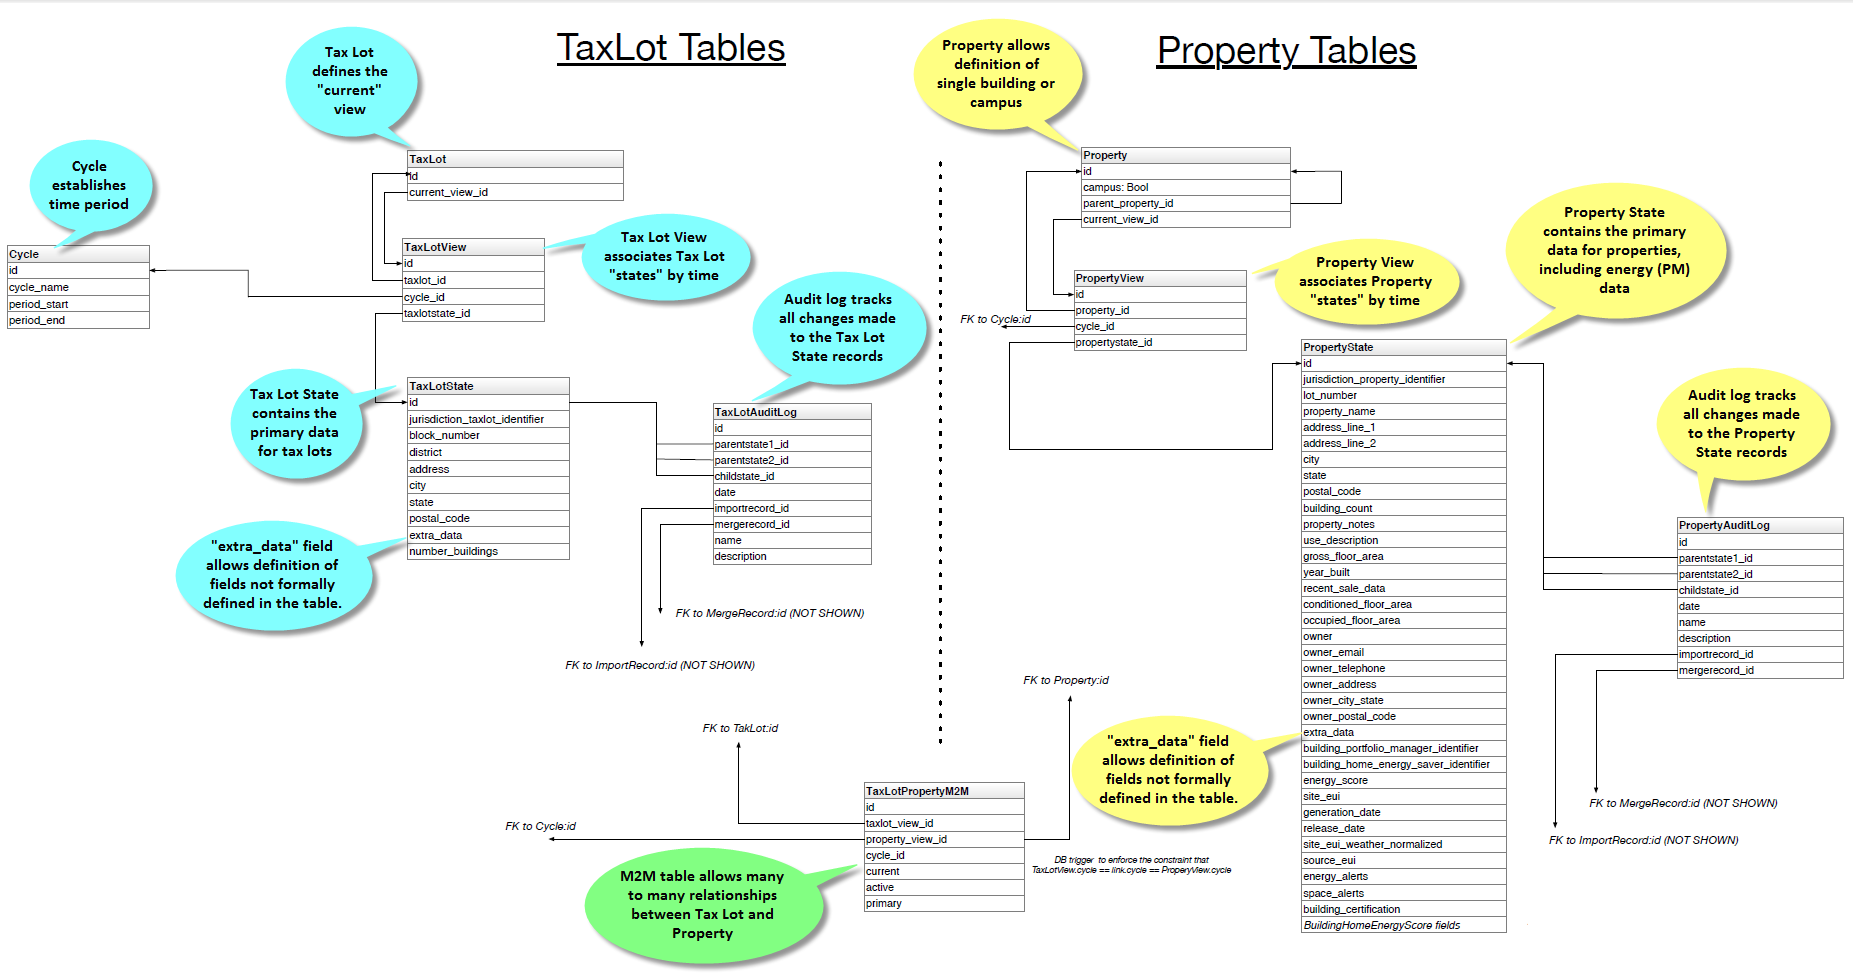 TaxLot Tables
Property Tables
Tax Lot
defines the
"current"
view
Cycle
establishes
time period
TaxLot
id
current_view_id
Cycle
id
cycle_name
period_start
period_end
TaxLotView
id
taxlot_id
cycle_id
taxlotstate_id
Tax Lot View
associates Tax Lot
"states" by time
Audit log tracks
all changes made
to the Tax Lot
State records
Tax Lot State
contains the
primary data
for tax lots
TaxLotState
id
jurisdiction_taxlot_identifier
block_number
district
address
city
state
postal_code
extra_data
number_buildings
"extra_data" field
allows definition of
fields not formally
defined in the table.
TaxLotAuditLog
id
parentstate1_id
parentstate2_id
childstate_id
date
importrecord_id
mergerecord_id
name
description
FK to MergeRecord:id (NOT SHOWN)
FK to ImportRecord:id (NOT SHOWN)
Property allows
definition of
single building or
campus
Property
id
campus: Bool
parent_property_id
current_view_id
PropertyView
id
property_id
cycle_id
propertystate_id
FK to Cycle:id
Property View
associates Property
"states" by time
Property State
contains the primary
data for properties,
including energy (PM)
data
PropertyState
id
jurisdiction_property_identifier
lot_number
property_name
address_line_1
address_line_2
city
state
postal_code
building_count
property_notes
use_description
gross_floor_area
year_built
recent_sale_data
conditioned_floor_area
occupied_floor_area
owner
owner_email
owner_telephone
owner_address
owner_city_state
owner_postal_code
extra_data
building_portfolio_manager_identifier
building_home_energy_saver_identifier
energy_score
site_eui
generation_date
release_date
site_eui_weather_normalized
source_eui
energy_alerts
space_alerts
building_certification
BuildingHomeEnergyScore fields
Audit log tracks
all changes made
to the Property
State records
PropertyAuditLog
id
parentstate1_id
parentstate2_id
childstate_id
date
name
description
importrecord_id
mergerecord_id
FK to MergeRecord:id (NOT SHOWN)
FK to ImportRecord:id (NOT SHOWN)
"extra_data" field
allows definition of
fields not formally
defined in the table.
FK to Property:id
FK to TakLot:id
FK to Cycle:id
TaxLotPropertyM2M
id
taxlot_view_id
property_view_id
cycle_id
current
active
primary
DB trigger to enforce the constraint that
TaxLotView.cycle == link.cycle == ProperyView.cycle
M2M table allows many
to many relationships
between Tax Lot and
Property